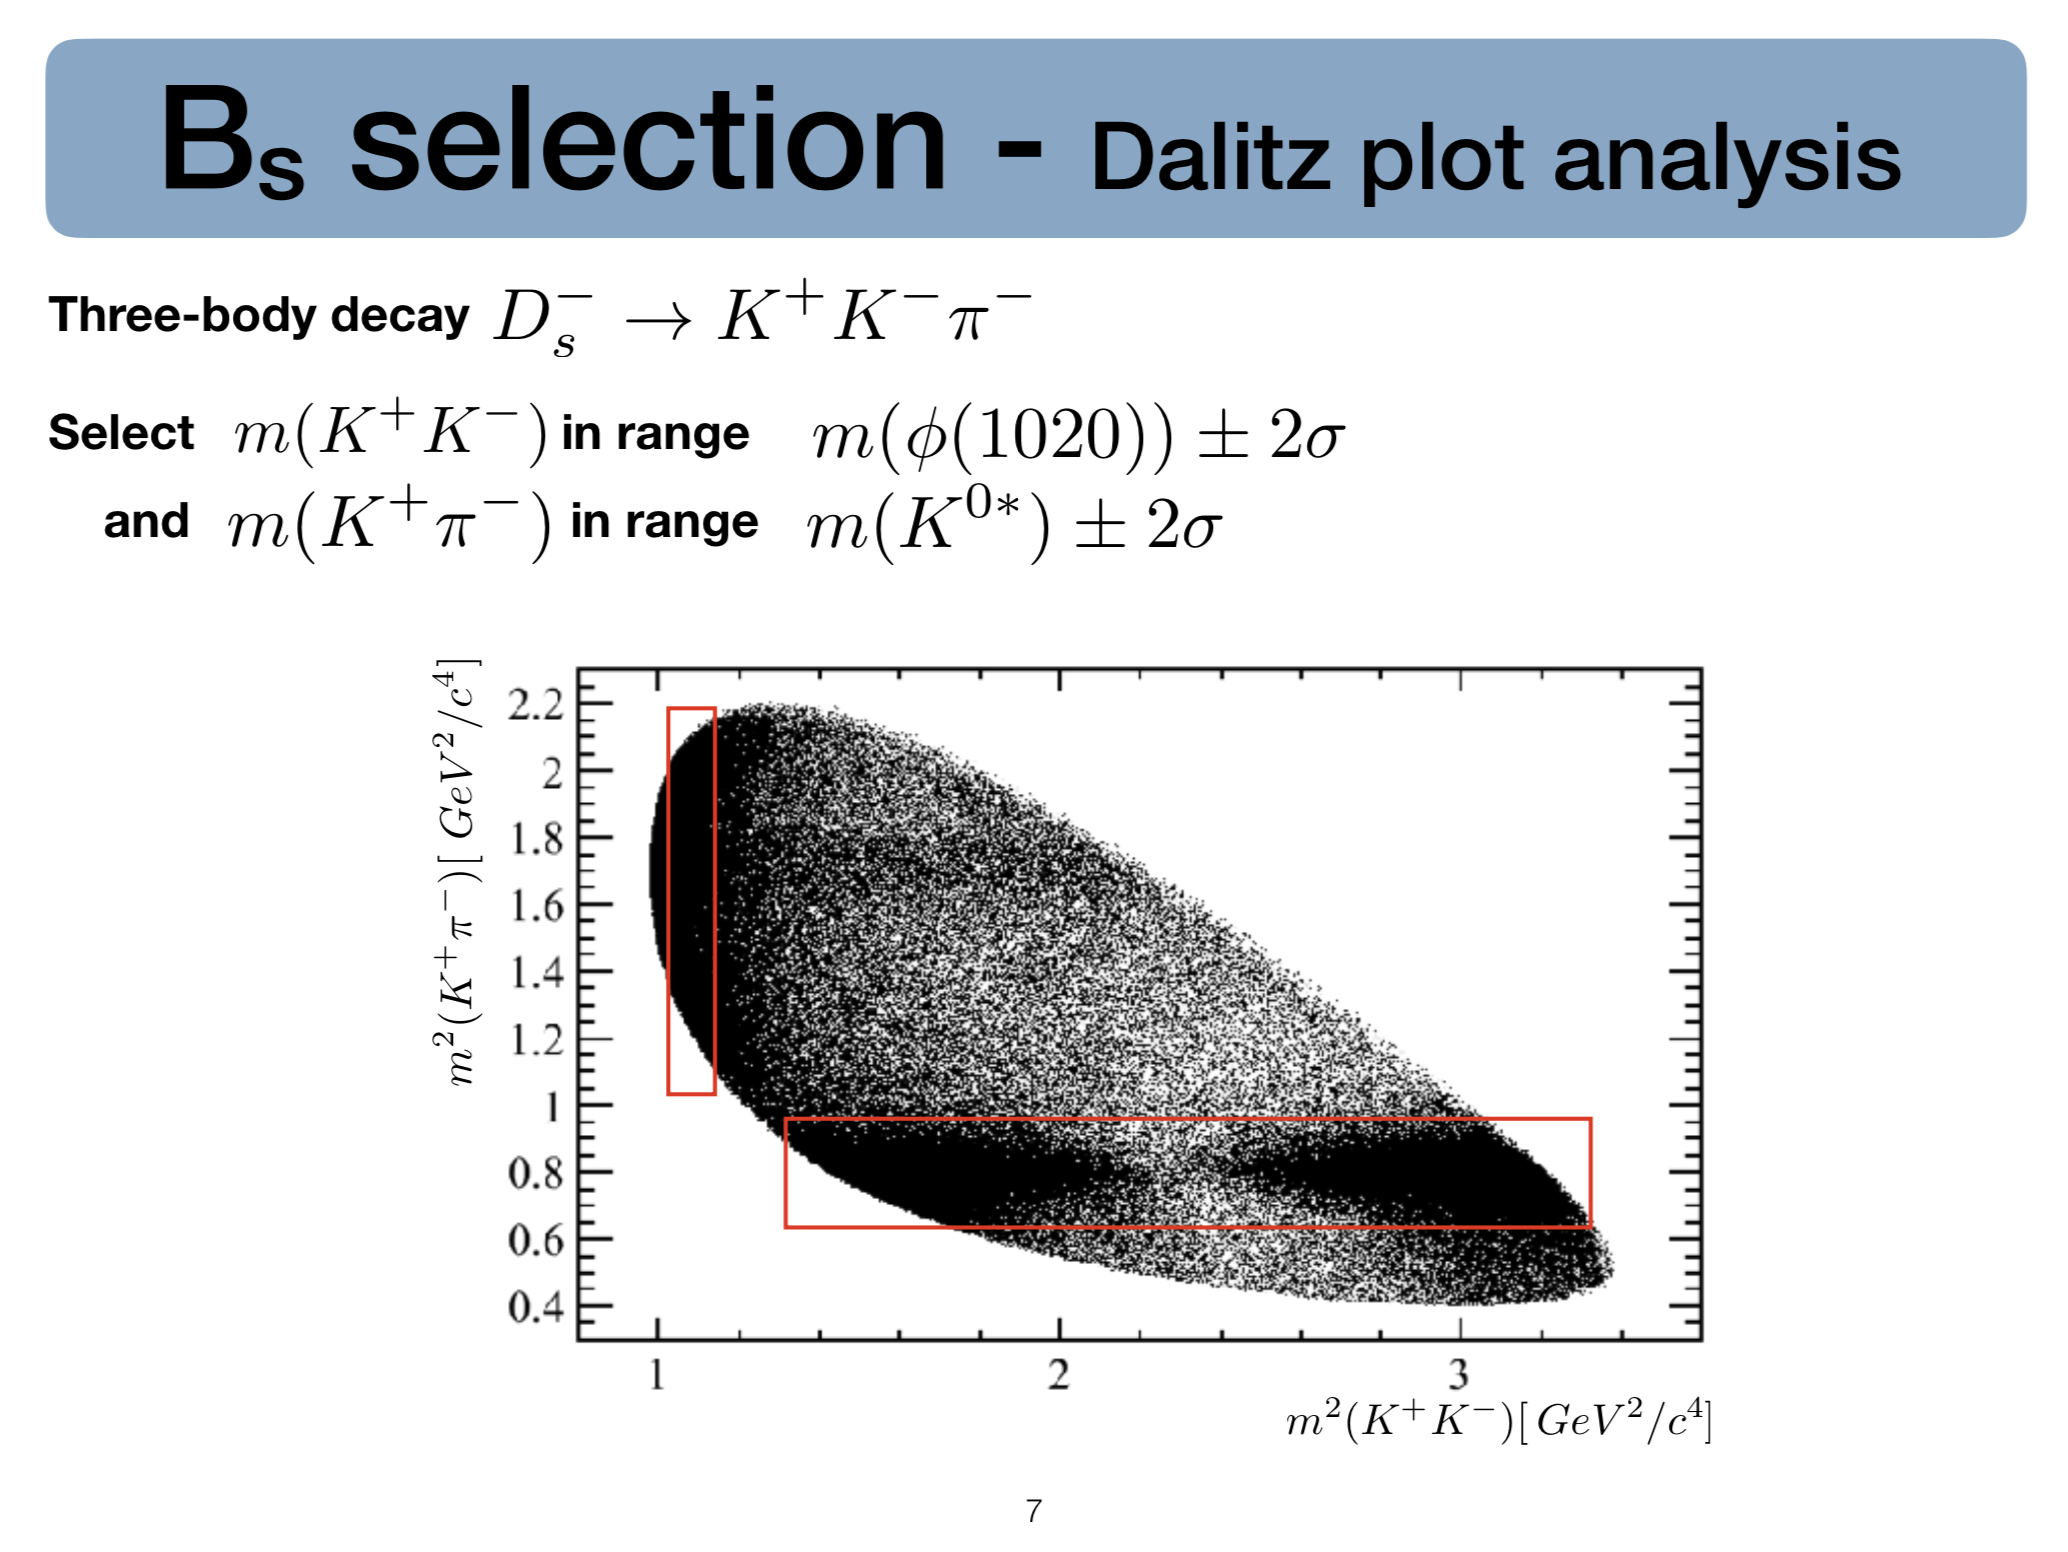 Bₛ selection - Dalitz plot analysis
Three-body decay $D_s^- \rightarrow K^+ K^- \pi^-$
Select $m(K^+K^-)$ in range $m(\phi(1020)) \pm 2\sigma$
and $m(K^+\pi^-)$ in range $m(K^{0*}) \pm 2\sigma$
$m^2(K^+\pi^-)[\,GeV^2/c^4]$
2.2
2
1.8
1.6
1.4
1.2
1
0.8
0.6
0.4
1 2 3
$m^2(K^+K^-)[\,GeV^2/c^4]$
7